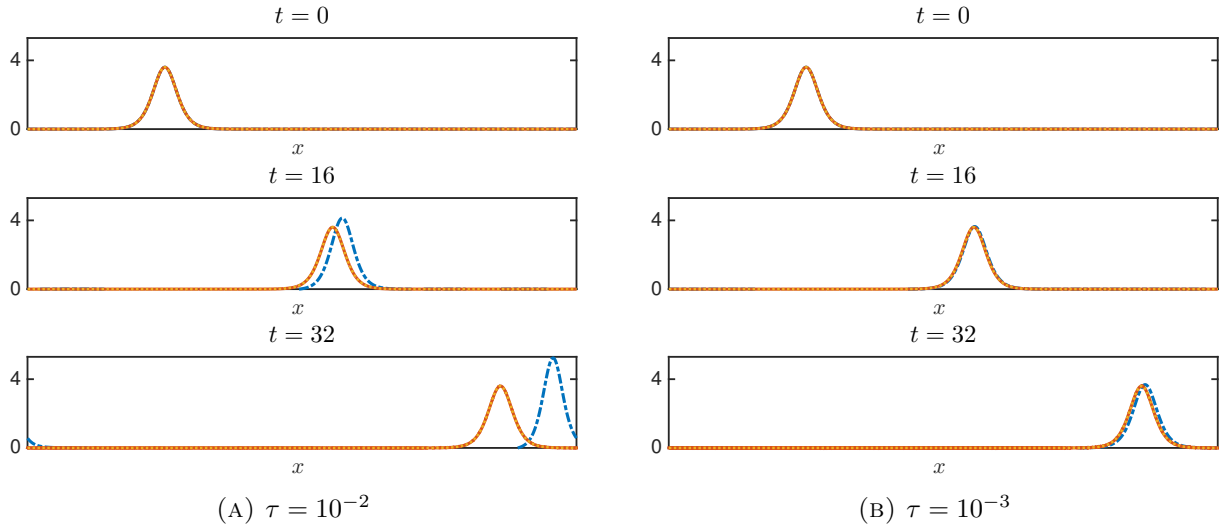 t = 0
4
0
x
t = 16
4
0
x
t = 32
4
0
x
(A) τ = 10⁻²
t = 0
4
0
x
t = 16
4
0
x
t = 32
4
0
x
(B) τ = 10⁻³